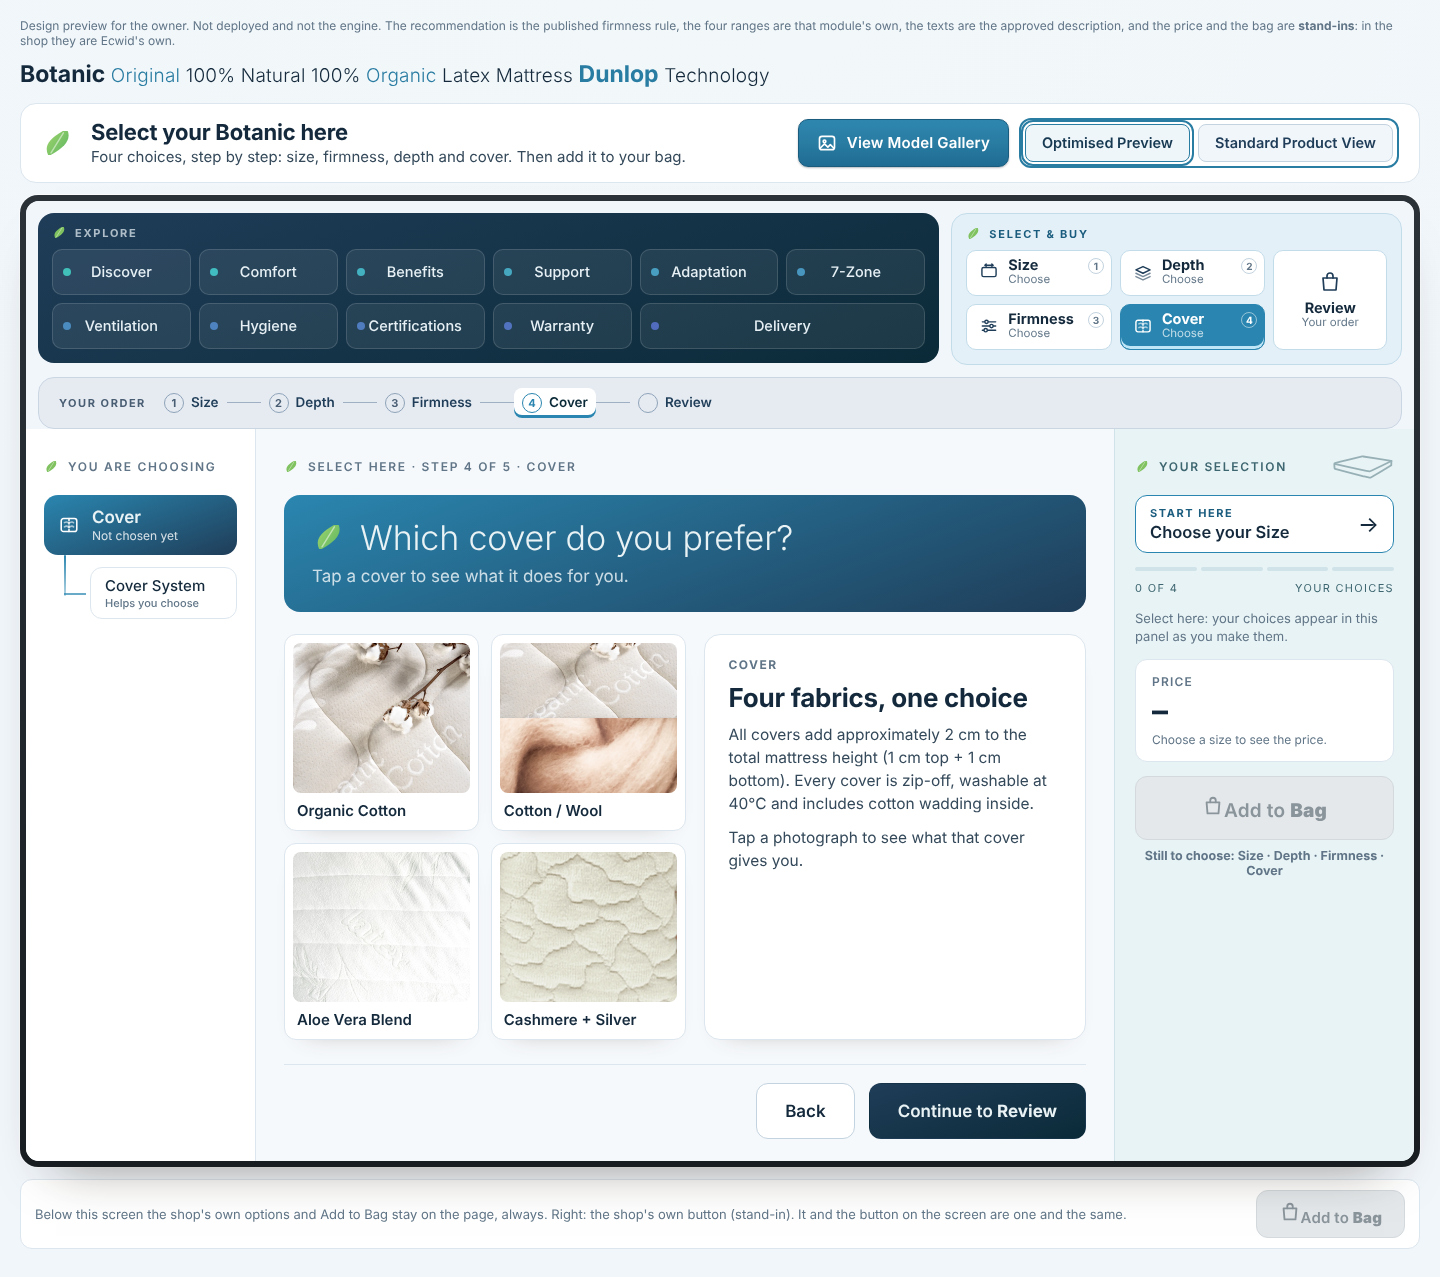 Design preview for the owner. Not deployed and not the engine. The recommendation is the published firmness rule, the four ranges are that module's own, the texts are the approved description, and the price and the bag are stand-ins: in the
shop they are Ecwid's own.
Botanic Original 100% Natural 100% Organic Latex Mattress Dunlop Technology
Select your Botanic here
Four choices, step by step: size, firmness, depth and cover. Then add it to your bag.
View Model Gallery
Optimised Preview
Standard Product View
EXPLORE
Discover
Comfort
Benefits
Support
Adaptation
7-Zone
Ventilation
Hygiene
Certifications
Warranty
Delivery
SELECT & BUY
Size
Choose
1
Depth
Choose
2
Firmness
Choose
3
Cover
Choose
4
Review
Your order
YOUR ORDER
1 Size
2 Depth
3 Firmness
4 Cover
Review
YOU ARE CHOOSING
Cover
Not chosen yet
Cover System
Helps you choose
SELECT HERE · STEP 4 OF 5 · COVER
Which cover do you prefer?
Tap a cover to see what it does for you.
Organic Cotton
Cotton / Wool
Aloe Vera Blend
Cashmere + Silver
COVER
Four fabrics, one choice
All covers add approximately 2 cm to the
total mattress height (1 cm top + 1 cm
bottom). Every cover is zip-off, washable at
40°C and includes cotton wadding inside.
Tap a photograph to see what that cover
gives you.
Back
Continue to Review
YOUR SELECTION
START HERE
Choose your Size
0 OF 4
YOUR CHOICES
Select here: your choices appear in this
panel as you make them.
PRICE
–
Choose a size to see the price.
Add to Bag
Still to choose: Size · Depth · Firmness ·
Cover
Below this screen the shop's own options and Add to Bag stay on the page, always. Right: the shop's own button (stand-in). It and the button on the screen are one and the same.
Add to Bag